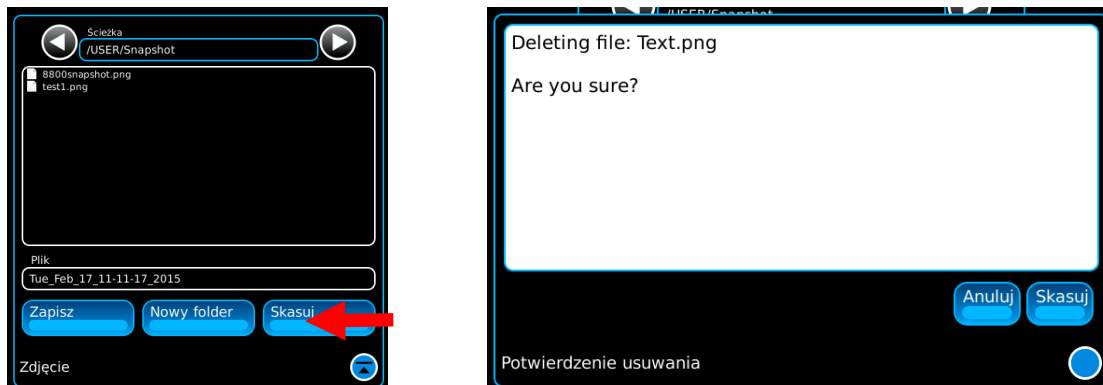 Ścieżka
/USER/Snapshot
8800snapshot.png
test1.png
Plik
Tue_Feb_17_11-11-17_2015
Zapisz
Nowy folder
Skasuj
Zdjęcie
/USER/Snapshot
Deleting file: Text.png
Are you sure?
Anuluj
Skasuj
Potwierdzenie usuwania